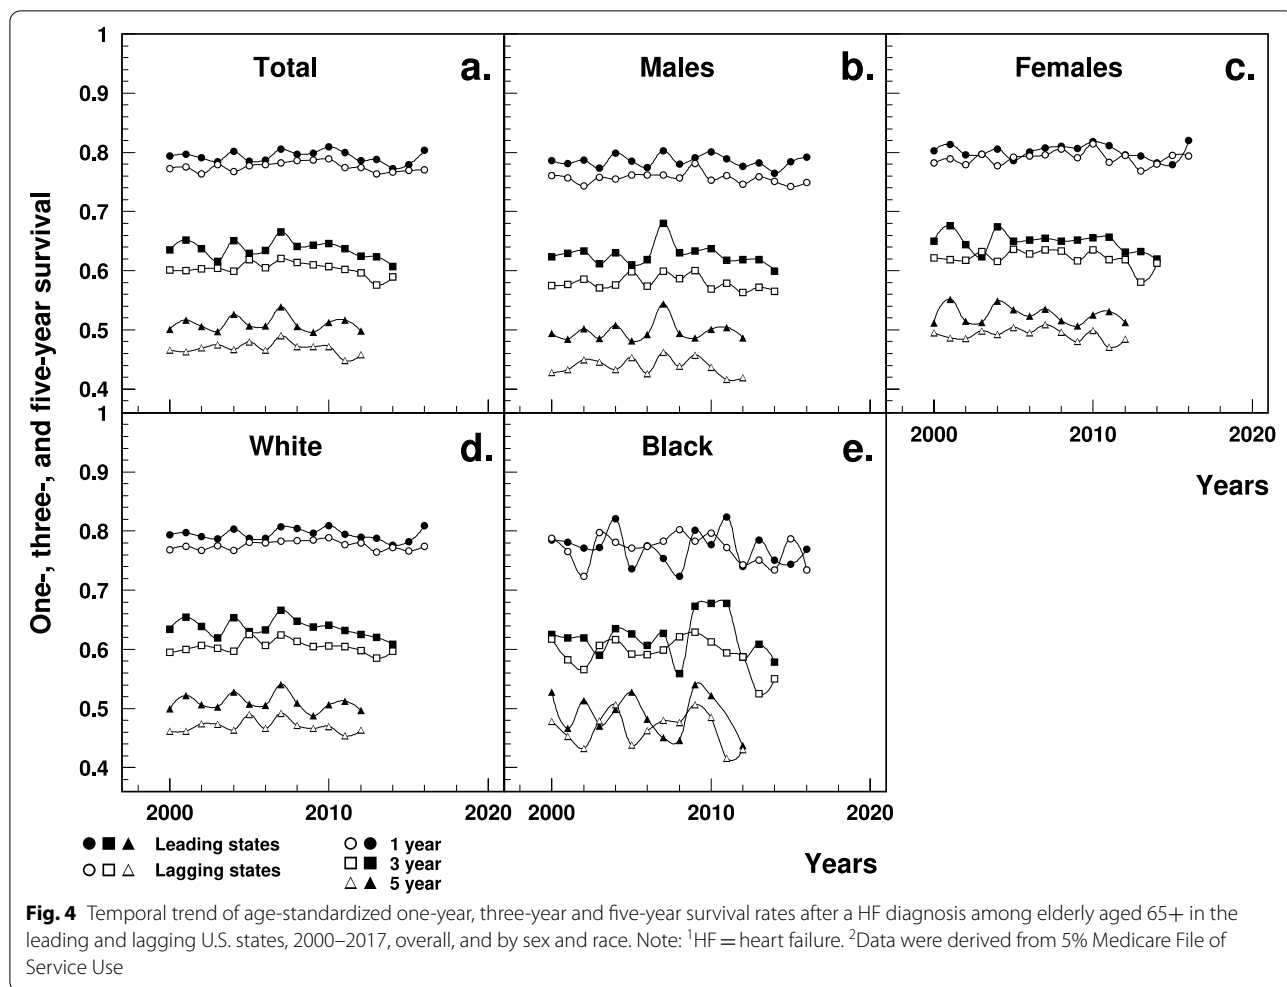 1
0.9
0.8
0.7
0.6
0.5
0.4
Total
a.
Males
b.
Females
c.
2000
2010
2020
Years
One-, three-, and five-year survival
1
0.9
0.8
0.7
0.6
0.5
0.4
White
d.
Black
e.
2000
2010
2020
2000
2010
2020
Years
Leading states
Lagging states
1 year
3 year
5 year
Fig. 4 Temporal trend of age-standardized one-year, three-year and five-year survival rates after a HF diagnosis among elderly aged 65+ in the
leading and lagging U.S. states, 2000–2017, overall, and by sex and race. Note: ¹HF = heart failure. ²Data were derived from 5% Medicare File of
Service Use